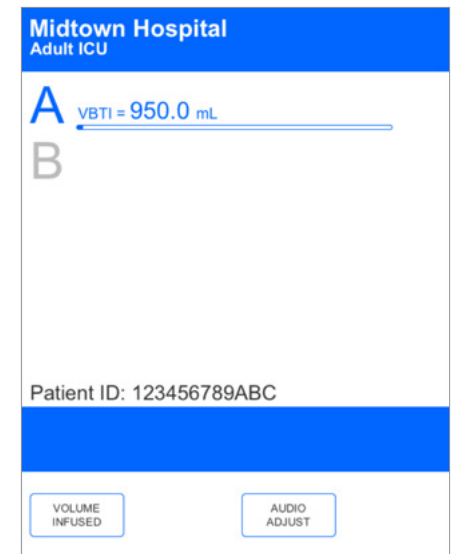 Midtown Hospital
Adult ICU
A VBTI = 950.0 mL
B
Patient ID: 123456789ABC
VOLUME
INFUSED
AUDIO
ADJUST